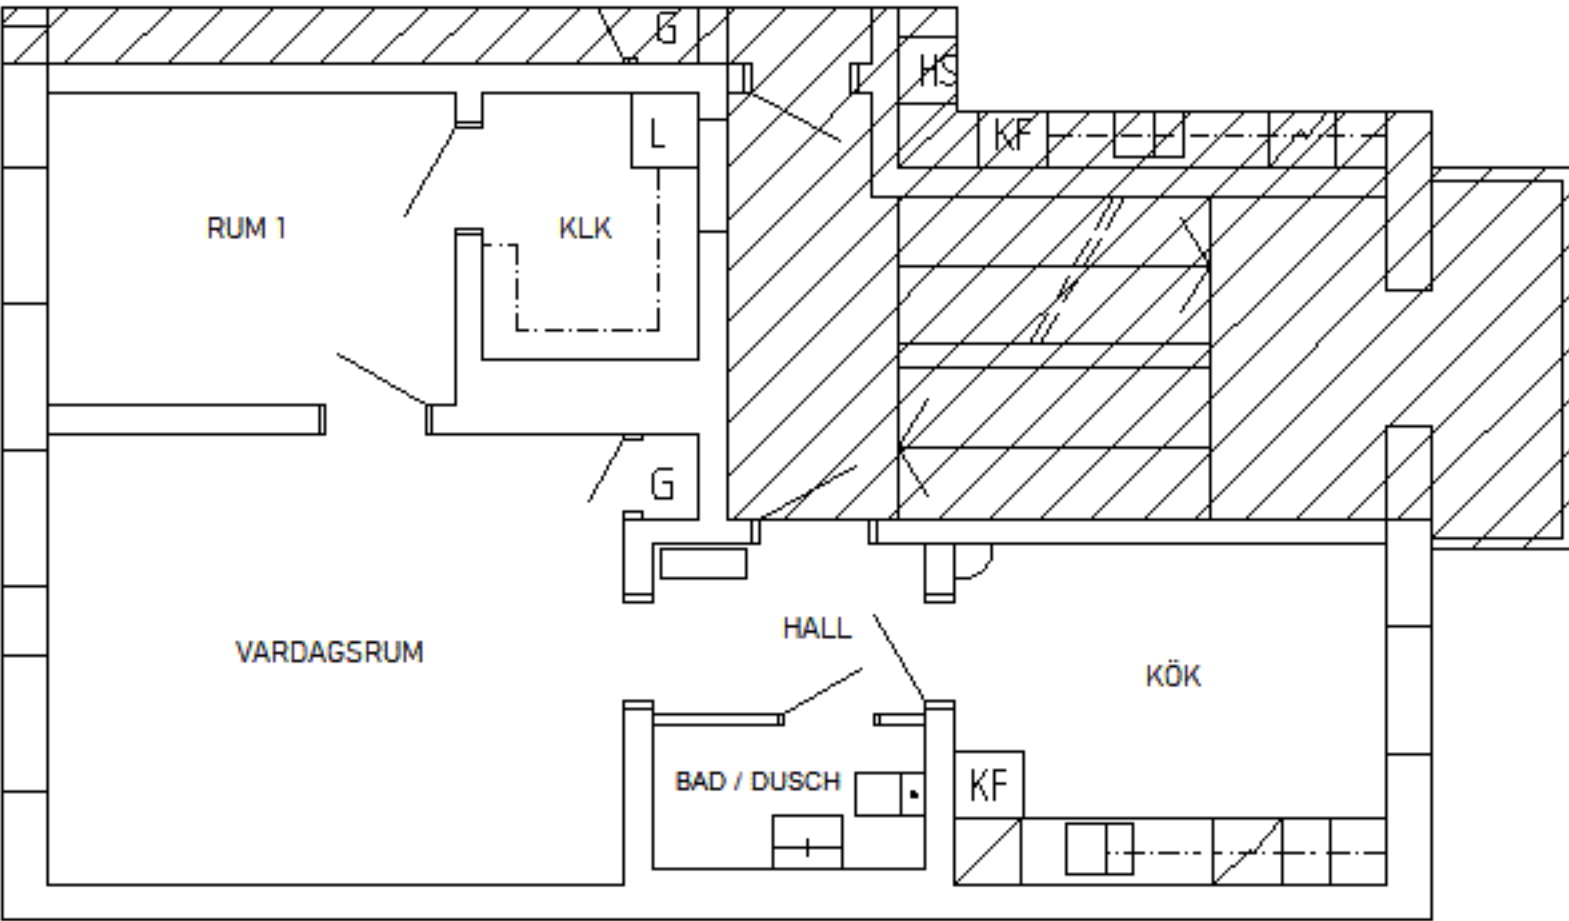 G
HS
KF
L
RUM 1
KLK
G
HALL
VARDAGSRUM
KÖK
BAD / DUSCH
KF